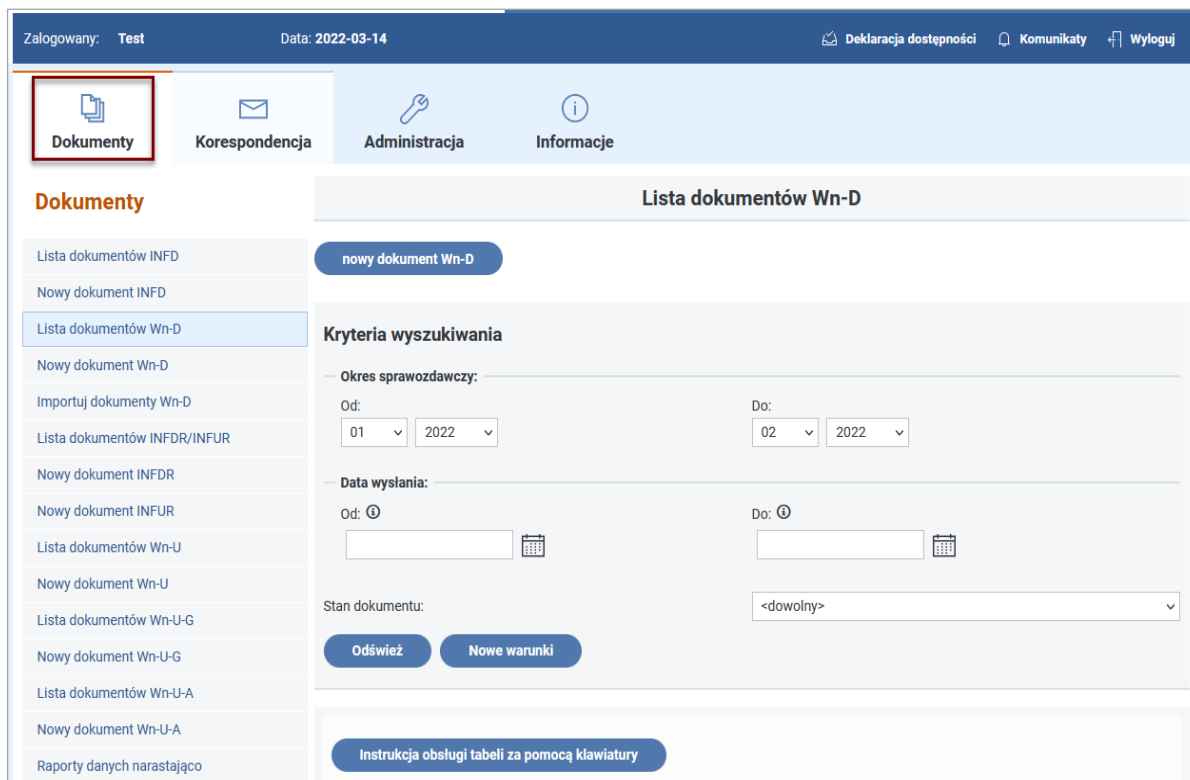 Zalogowany: Test Data: 2022-03-14 Deklaracja dostępności Komunikaty Wyloguj
Dokumenty Korespondencja Administracja Informacje
Dokumenty
Lista dokumentów INFD
Nowy dokument INFD
Lista dokumentów Wn-D
Nowy dokument Wn-D
Importuj dokumenty Wn-D
Lista dokumentów INFDR/INFUR
Nowy dokument INFDR
Nowy dokument INFUR
Lista dokumentów Wn-U
Nowy dokument Wn-U
Lista dokumentów Wn-U-G
Nowy dokument Wn-U-G
Lista dokumentów Wn-U-A
Nowy dokument Wn-U-A
Raporty danych narastająco
Lista dokumentów Wn-D
nowy dokument Wn-D
Kryteria wyszukiwania
Okres sprawozdawczy:
Od: Do:
01 2022 02 2022
Data wysłania:
Od: Do:
Stan dokumentu: <dowolny>
Odśwież Nowe warunki
Instrukcja obsługi tabeli za pomocą klawiatury